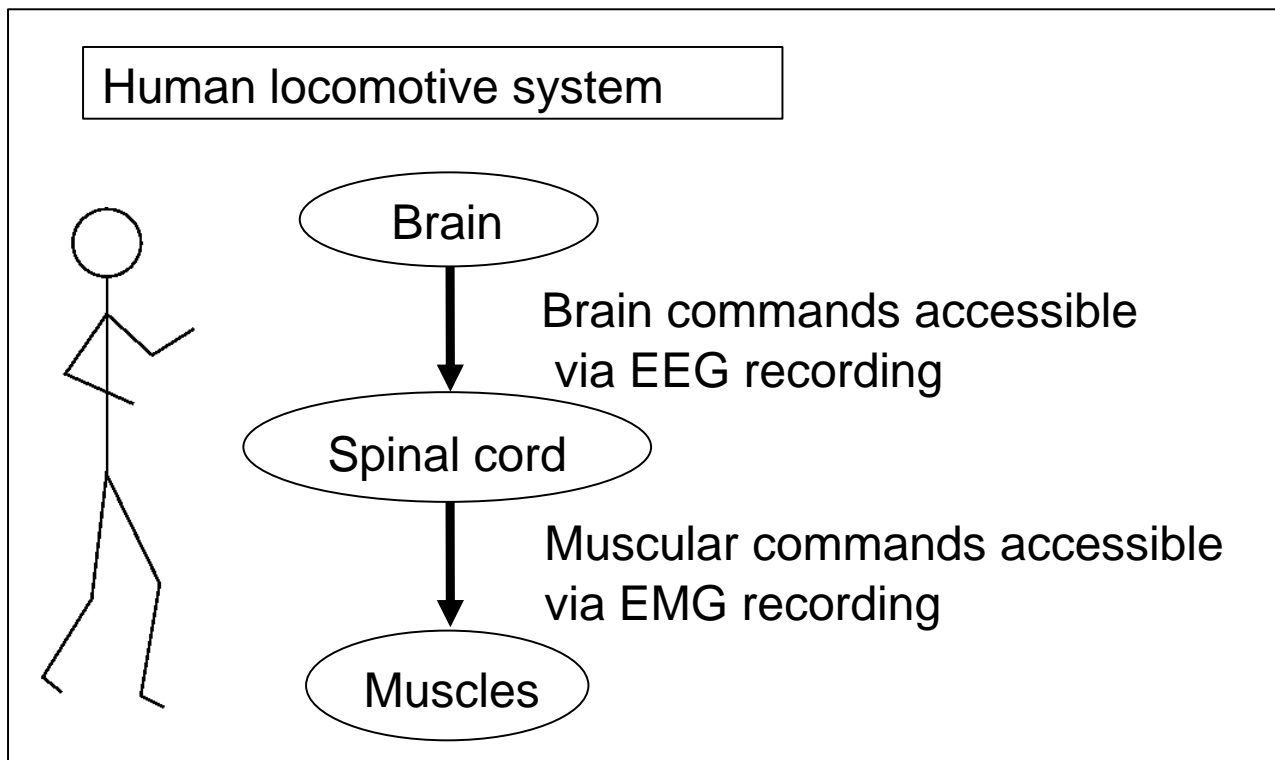 Human locomotive system
Brain
Brain commands accessible
via EEG recording
Spinal cord
Muscular commands accessible
via EMG recording
Muscles